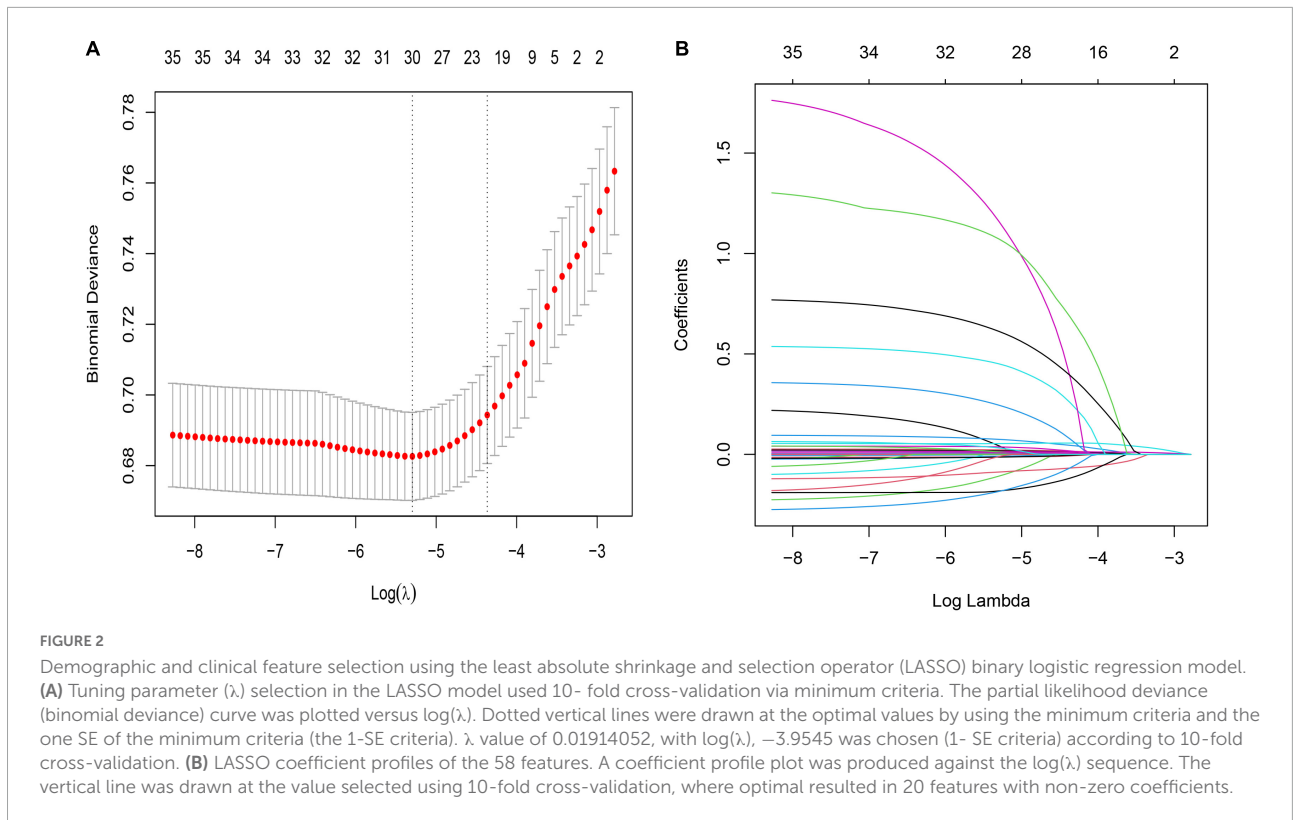 A
35 35 34 34 33 32 32 31 30 27 23 19 9 5 2 2
Binomial Deviance
0.78
0.76
0.74
0.72
0.70
0.68
−8 −7 −6 −5 −4 −3
Log(λ)
B
35 34 32 28 16 2
Coefficients
1.5
1.0
0.5
0.0
−8 −7 −6 −5 −4 −3
Log Lambda
FIGURE 2
Demographic and clinical feature selection using the least absolute shrinkage and selection operator (LASSO) binary logistic regression model.
(A) Tuning parameter (λ) selection in the LASSO model used 10- fold cross-validation via minimum criteria. The partial likelihood deviance
(binomial deviance) curve was plotted versus log(λ). Dotted vertical lines were drawn at the optimal values by using the minimum criteria and the
one SE of the minimum criteria (the 1-SE criteria). λ value of 0.01914052, with log(λ), −3.9545 was chosen (1- SE criteria) according to 10-fold
cross-validation. (B) LASSO coefficient profiles of the 58 features. A coefficient profile plot was produced against the log(λ) sequence. The
vertical line was drawn at the value selected using 10-fold cross-validation, where optimal resulted in 20 features with non-zero coefficients.